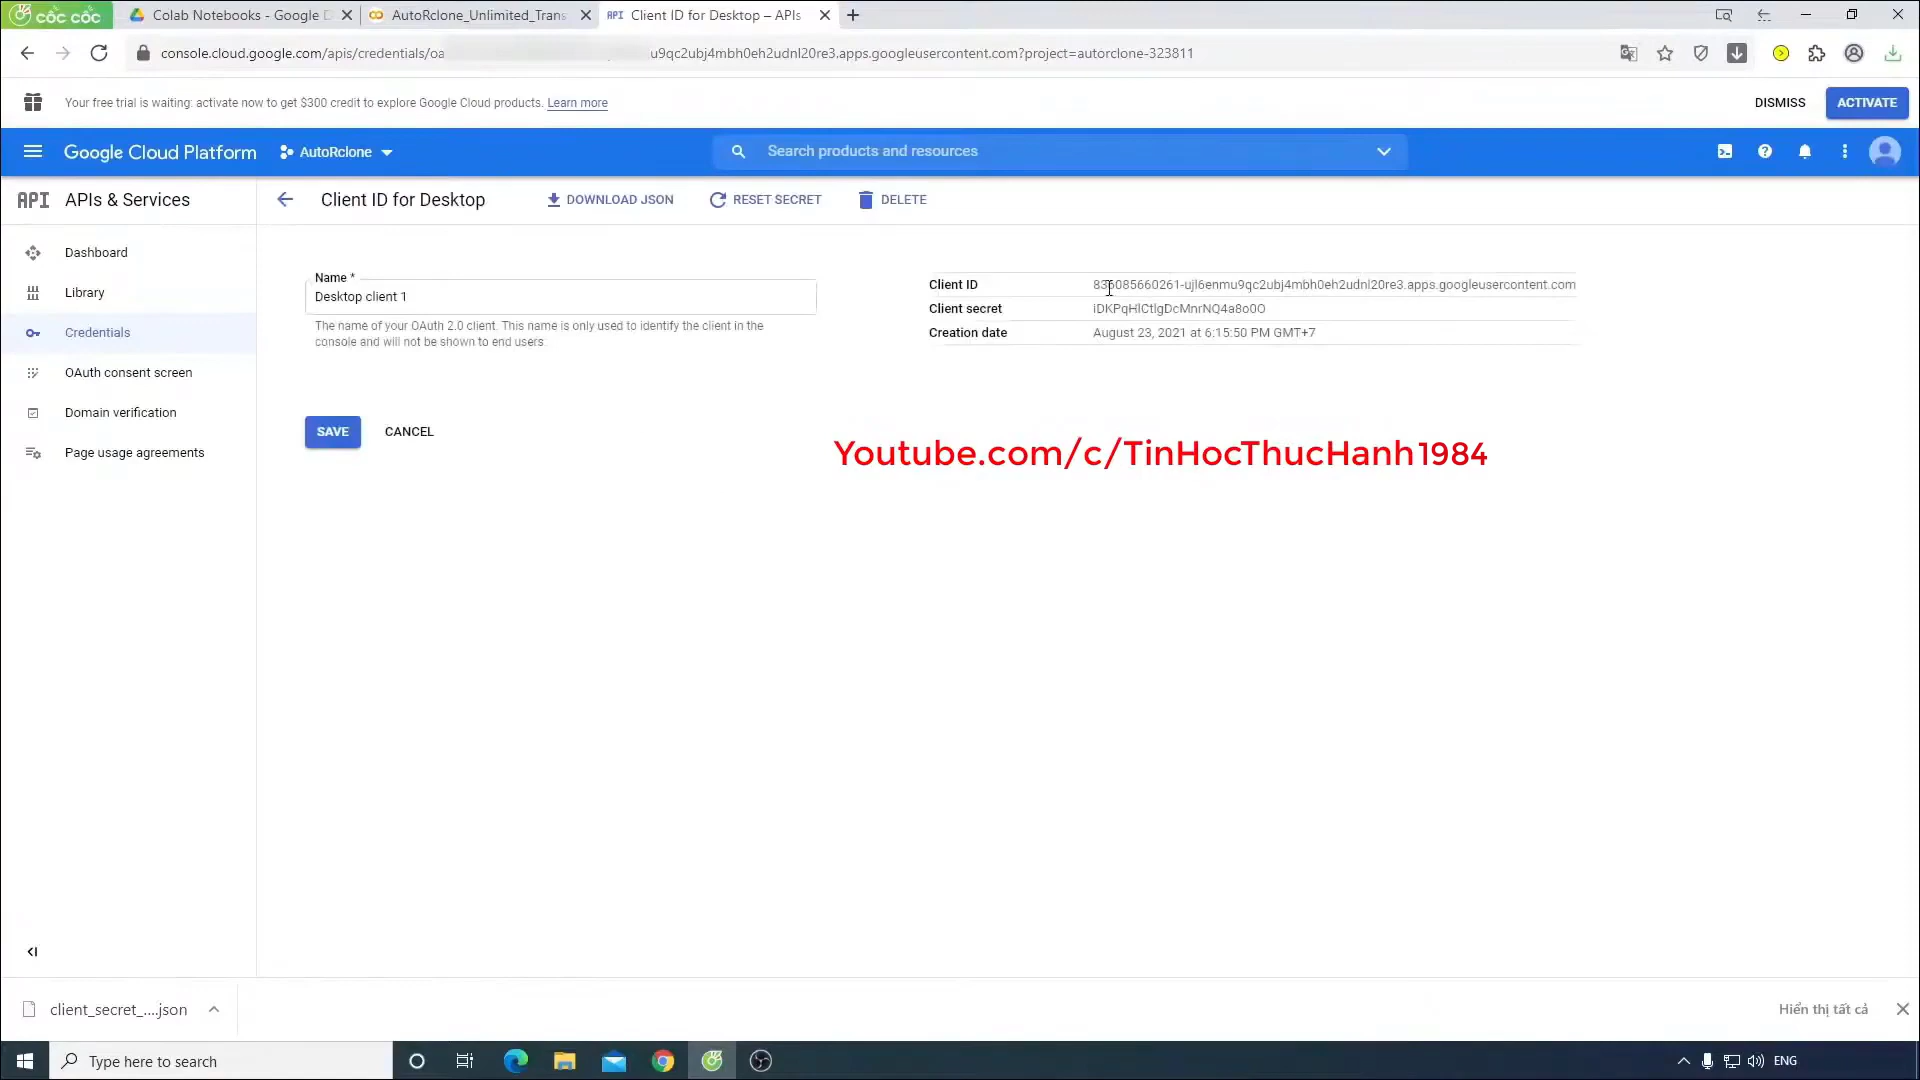 cốc cốc
Colab Notebooks - Google D
AutoRclone_Unlimited_Trans
API Client ID for Desktop – APIs
console.cloud.google.com/apis/credentials/oa u9qc2ubj4mbh0eh2udnl20re3.apps.googleusercontent.com?project=autorclone-323811
Your free trial is waiting: activate now to get $300 credit to explore Google Cloud products. Learn more
DISMISS
ACTIVATE
Google Cloud Platform
AutoRclone
Search products and resources
API APIs & Services
Client ID for Desktop
DOWNLOAD JSON
RESET SECRET
DELETE
Dashboard
Library
Credentials
OAuth consent screen
Domain verification
Page usage agreements
Name *
Desktop client 1
The name of your OAuth 2.0 client. This name is only used to identify the client in the
console and will not be shown to end users.
Client ID
Client secret
Creation date August 23, 2021 at 6:15:50 PM GMT+7
SAVE
CANCEL
Youtube.com/c/TinHocThucHanh1984
client_secret_....json
Hiển thị tất cả
Type here to search
ENG